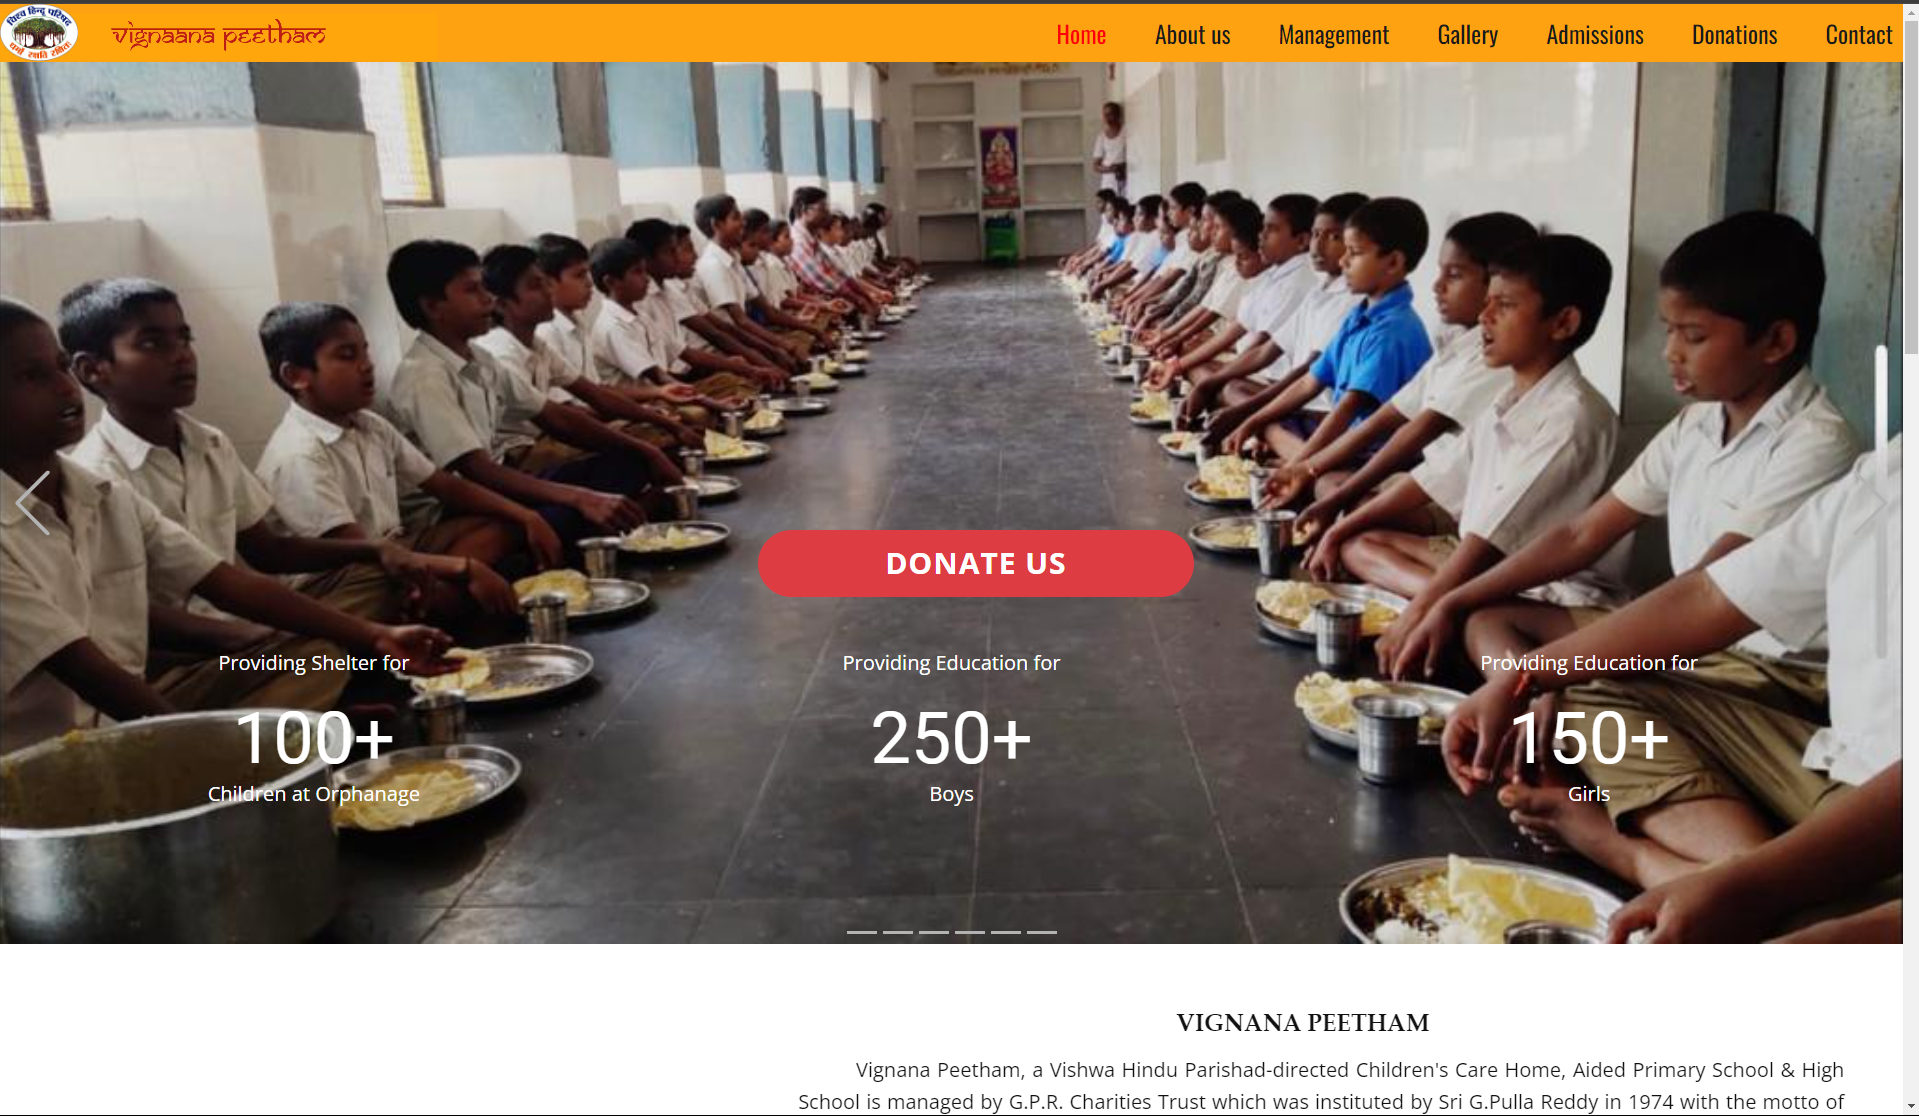 विश्व हिन्दू परिषद
vignaana peetham
Home
About us
Management
Gallery
Admissions
Donations
Contact
DONATE US
Providing Shelter for
100+
Children at Orphanage
Providing Education for
250+
Boys
Providing Education for
150+
Girls
VIGNANA PEETHAM
Vignana Peetham, a Vishwa Hindu Parishad-directed Children's Care Home, Aided Primary School & High
School is managed by G.P.R. Charities Trust which was instituted by Sri G.Pulla Reddy in 1974 with the motto of